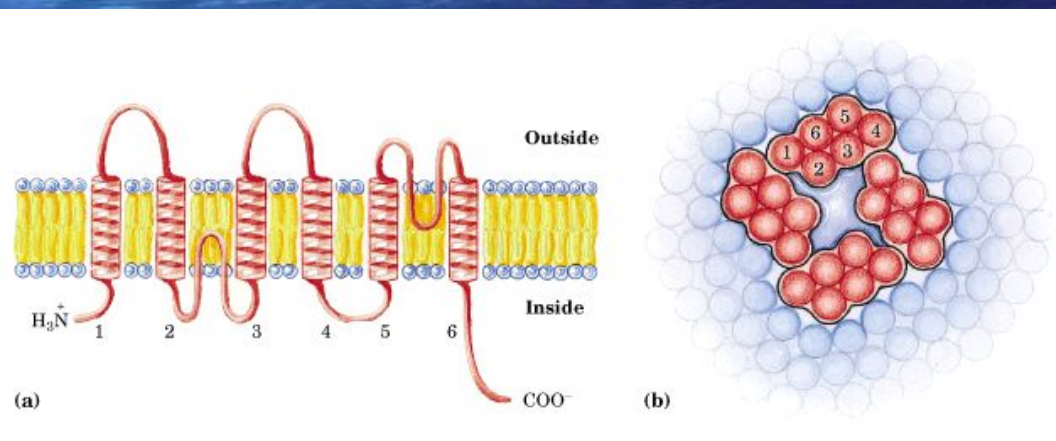 Outside
H₃N⁺
Inside
1 2 3 4 5 6
(a)
COO⁻
5
6 4
1 3
2
(b)